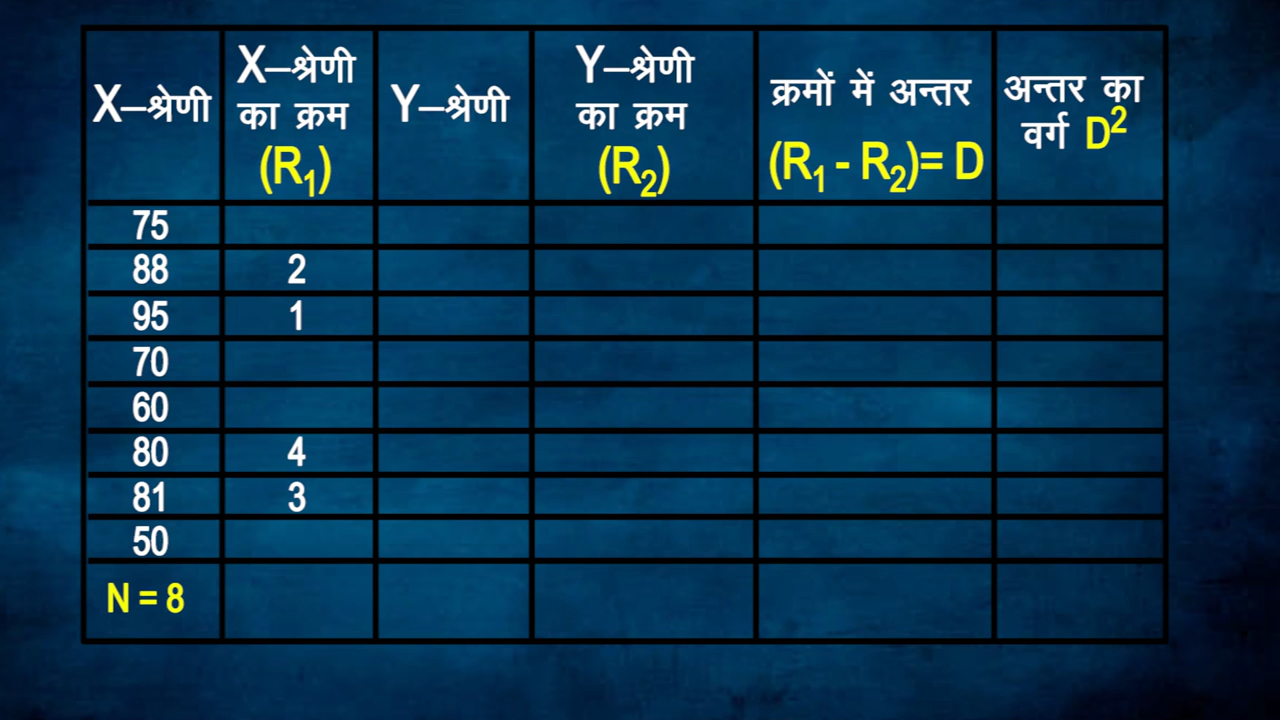 X–श्रेणी
X–श्रेणी
का क्रम
(R₁)
Y–श्रेणी
Y–श्रेणी
का क्रम
(R₂)
क्रमों में अन्तर
(R₁ - R₂)= D
अन्तर का
वर्ग D²
75
88 2
95 1
70
60
80 4
81 3
50
N = 8